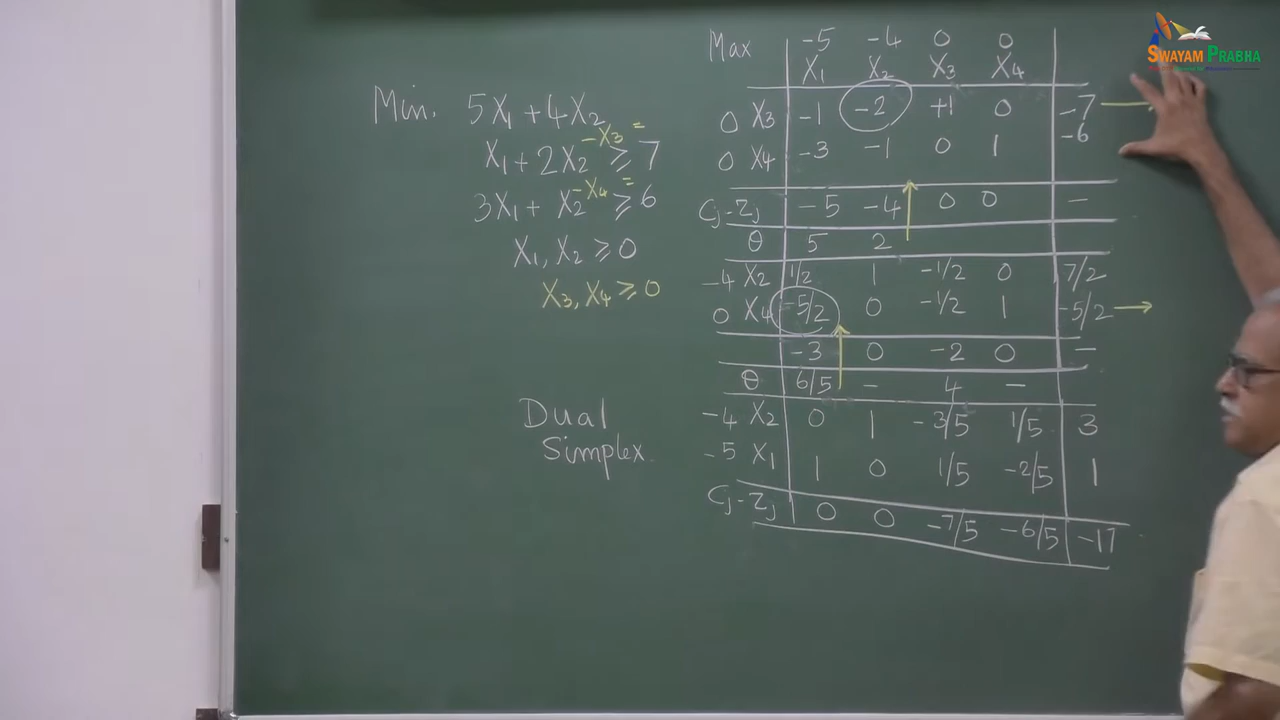 Min. 5X₁ + 4X₂
X₁ + 2X₂ -X₃ = ≥ 7
3X₁ + X₂ -X₄ = ≥ 6
X₁, X₂ ≥ 0
X₃, X₄ ≥ 0
Dual
Simplex
Max -5 -4 0 0
X₁ X₂ X₃ X₄
0 X₃ -1 -2 +1 0 -7 →
0 X₄ -3 -1 0 1 -6
Cj-Zj -5 -4 0 0 -
θ 5 2
-4 X₂ 1/2 1 -1/2 0 7/2
0 X₄ -5/2 0 -1/2 1 -5/2 →
-3 0 -2 0 -
θ 6/5 - 4 -
-4 X₂ 0 1 -3/5 1/5 3
-5 X₁ 1 0 1/5 -2/5 1
Cj-Zj 0 0 -7/5 -6/5 -17
SWAYAM PRABHA